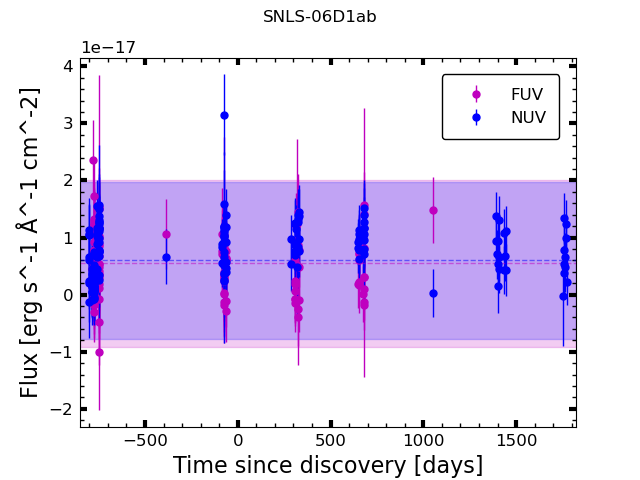 SNLS-06D1ab
1e−17
4
3
2
1
0
−1
−2
Flux [erg s^-1 Å^-1 cm^-2]
FUV
NUV
−500 0 500 1000 1500
Time since discovery [days]